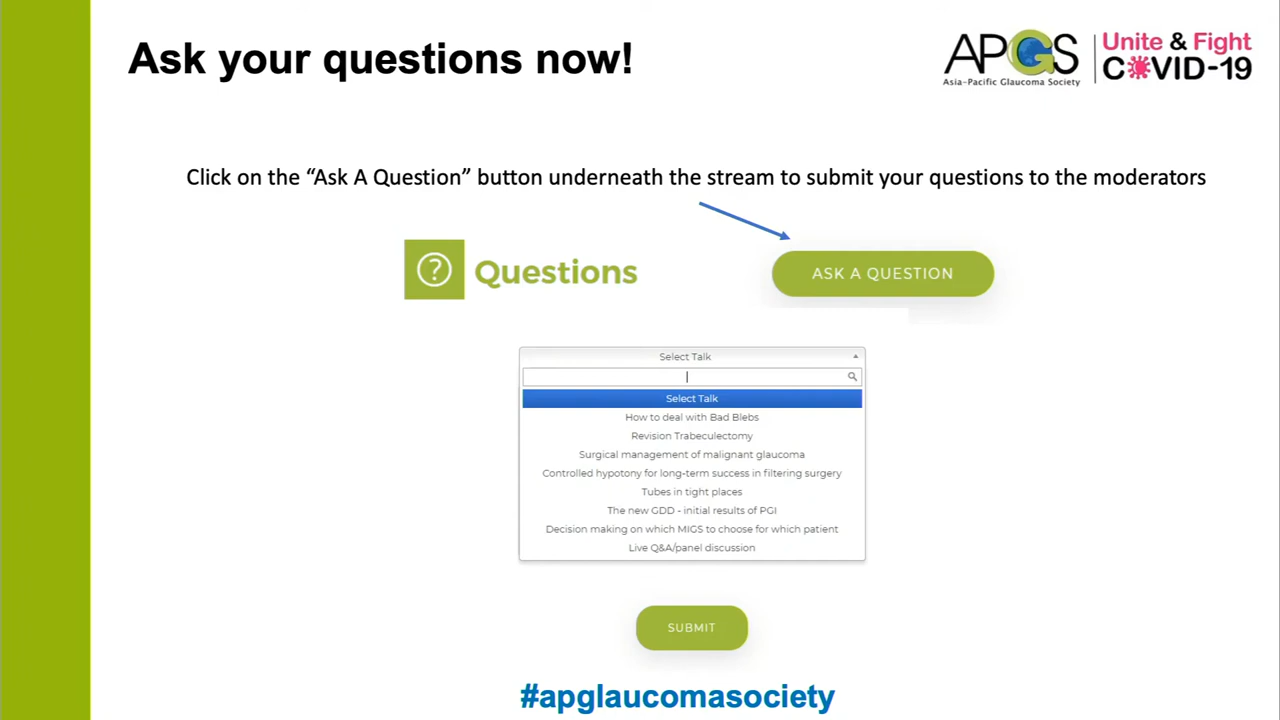 Ask your questions now!
APGS
Asia-Pacific Glaucoma Society
Unite & Fight
COVID-19
Click on the “Ask A Question” button underneath the stream to submit your questions to the moderators
? Questions
ASK A QUESTION
Select Talk
Select Talk
How to deal with Bad Blebs
Revision Trabeculectomy
Surgical management of malignant glaucoma
Controlled hypotony for long-term success in filtering surgery
Tubes in tight places
The new GDD - initial results of PGI
Decision making on which MIGS to choose for which patient
Live Q&A/panel discussion
SUBMIT
#apglaucomasociety